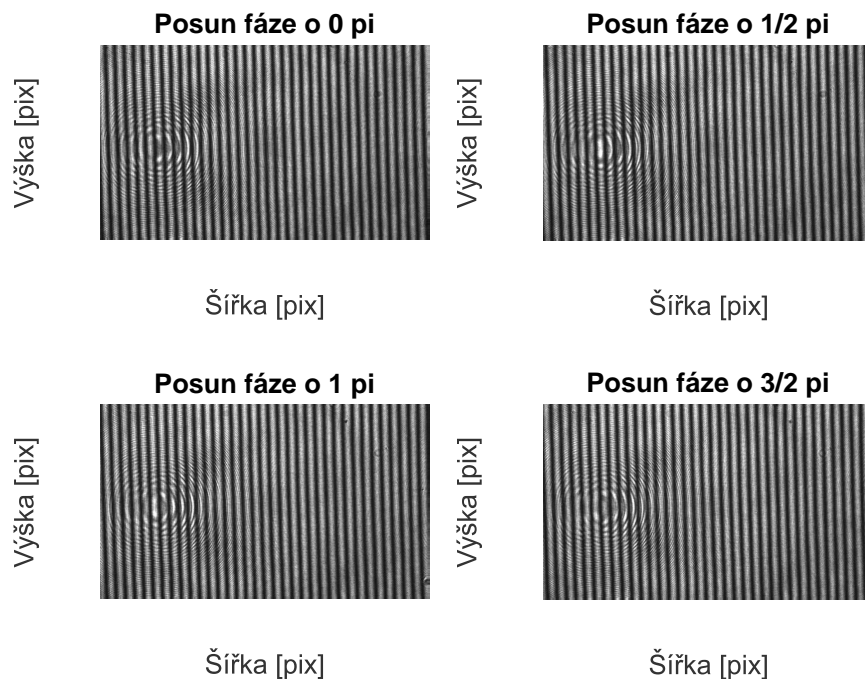 Posun fáze o 0 pi
Výška [pix]
Šířka [pix]
Posun fáze o 1/2 pi
Výška [pix]
Šířka [pix]
Posun fáze o 1 pi
Výška [pix]
Šířka [pix]
Posun fáze o 3/2 pi
Výška [pix]
Šířka [pix]